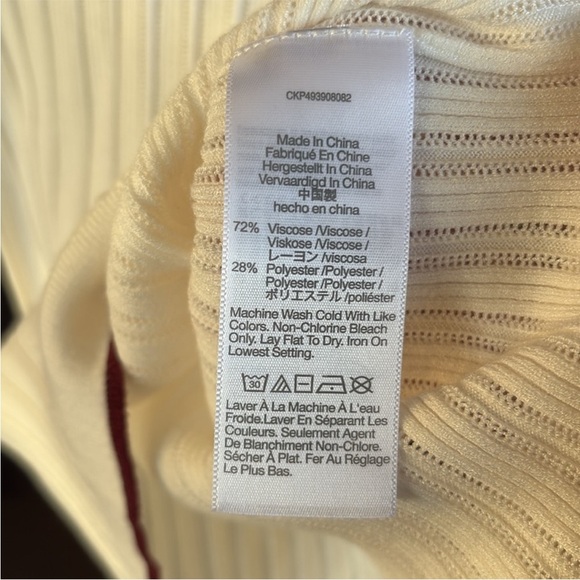 CKP493908082
Made In China
Fabriqué En Chine
Hergestellt In China
Vervaardigd In China
中国製
hecho en china
72% Viscose /Viscose /
Viskose /Viscose /
レーヨン /viscosa
28% Polyester /Polyester /
Polyester /Polyester /
ポリエステル /poliéster
Machine Wash Cold With Like
Colors. Non-Chlorine Bleach
Only. Lay Flat To Dry. Iron On
Lowest Setting.
30
Laver À La Machine À L'eau
Froide.Laver En Séparant Les
Couleurs. Seulement Agent
De Blanchiment Non-Chlore.
Sécher À Plat. Fer Au Réglage
Le Plus Bas.